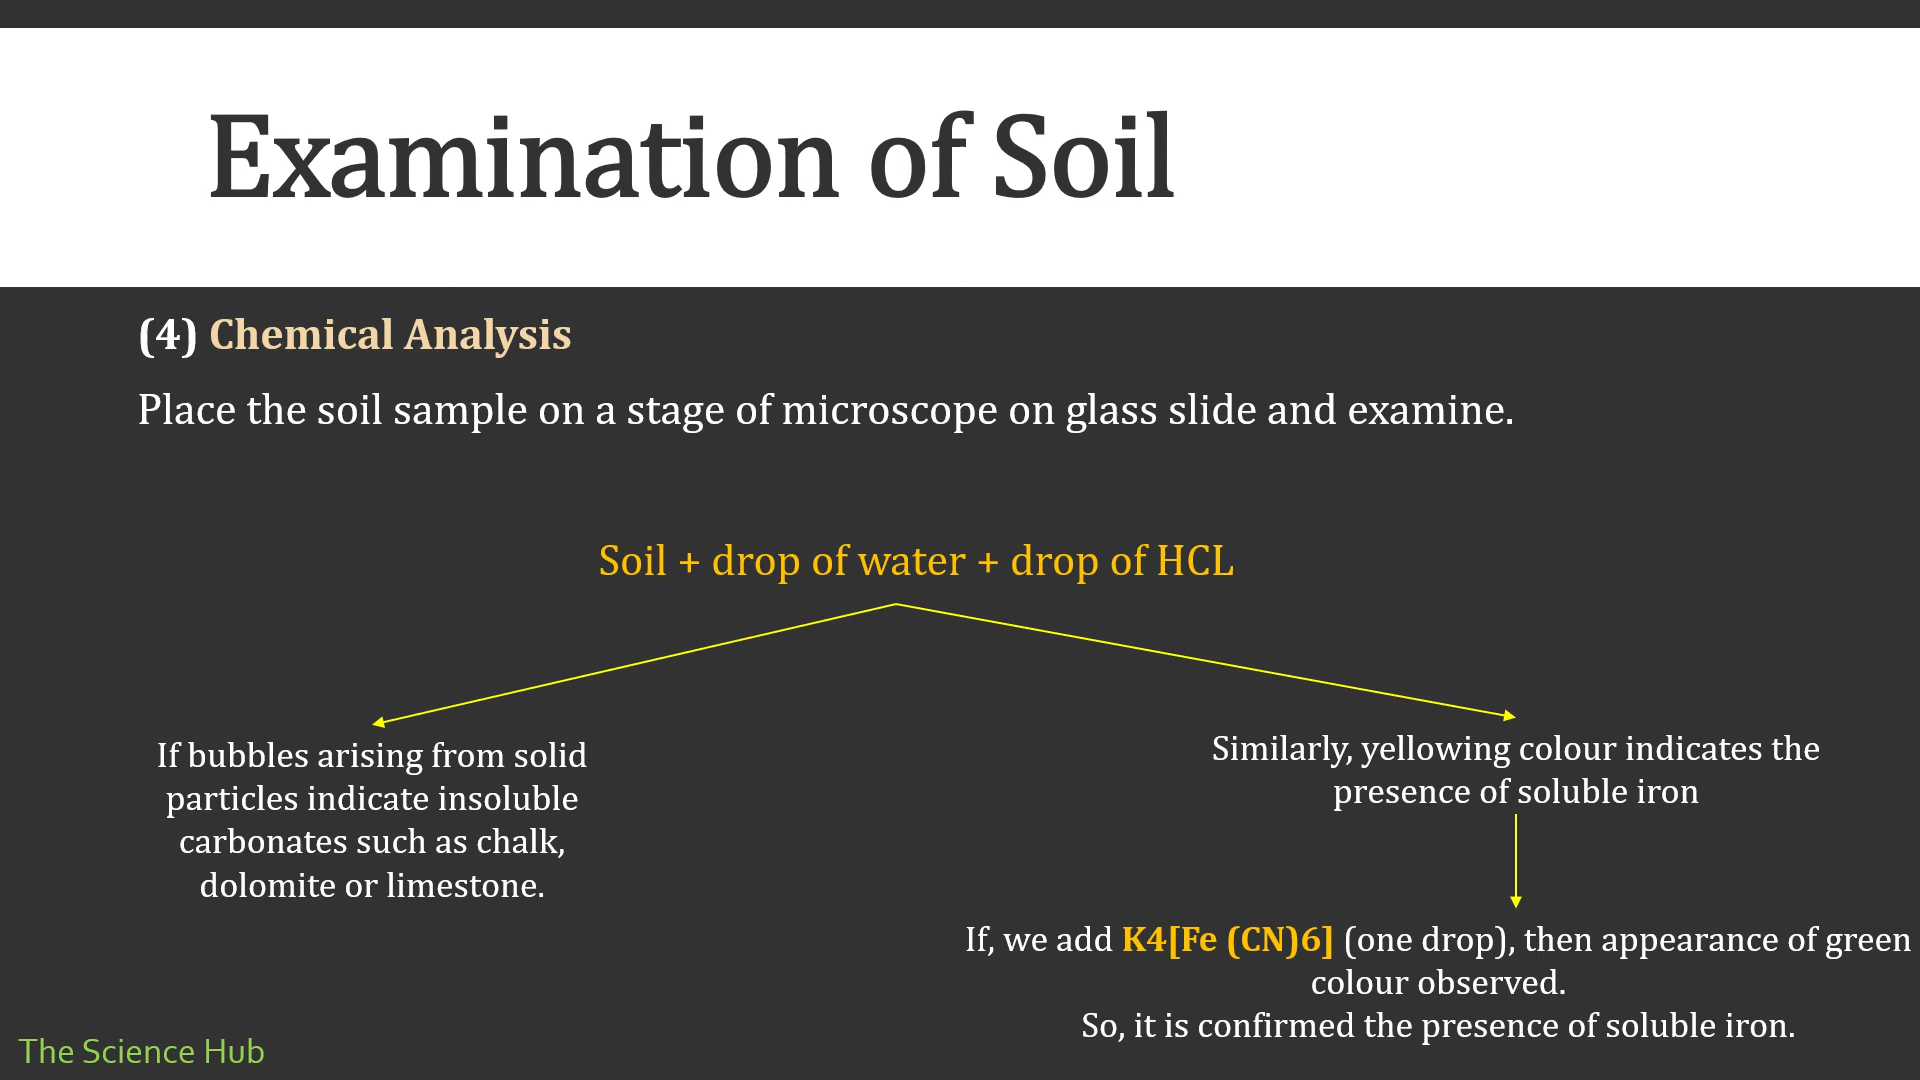 Examination of Soil
(4) Chemical Analysis
Place the soil sample on a stage of microscope on glass slide and examine.
Soil + drop of water + drop of HCL
If bubbles arising from solid
particles indicate insoluble
carbonates such as chalk,
dolomite or limestone.
Similarly, yellowing colour indicates the
presence of soluble iron
If, we add K4[Fe (CN)6] (one drop), then appearance of green
colour observed.
So, it is confirmed the presence of soluble iron.
The Science Hub